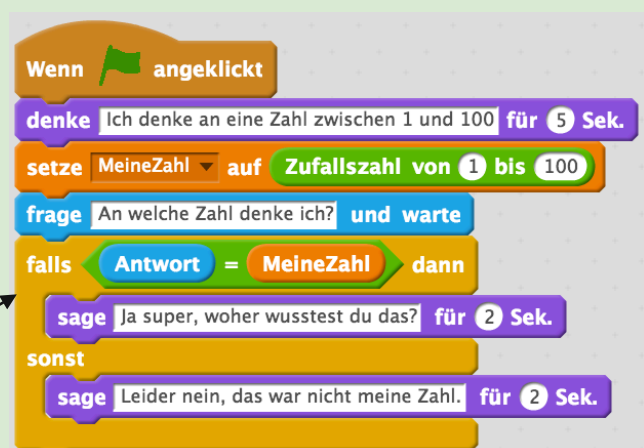 Wenn angeklickt
denke Ich denke an eine Zahl zwischen 1 und 100 für 5 Sek.
setze MeineZahl auf Zufallszahl von 1 bis 100
frage An welche Zahl denke ich? und warte
falls Antwort = MeineZahl dann
sage Ja super, woher wusstest du das? für 2 Sek.
sonst
sage Leider nein, das war nicht meine Zahl. für 2 Sek.